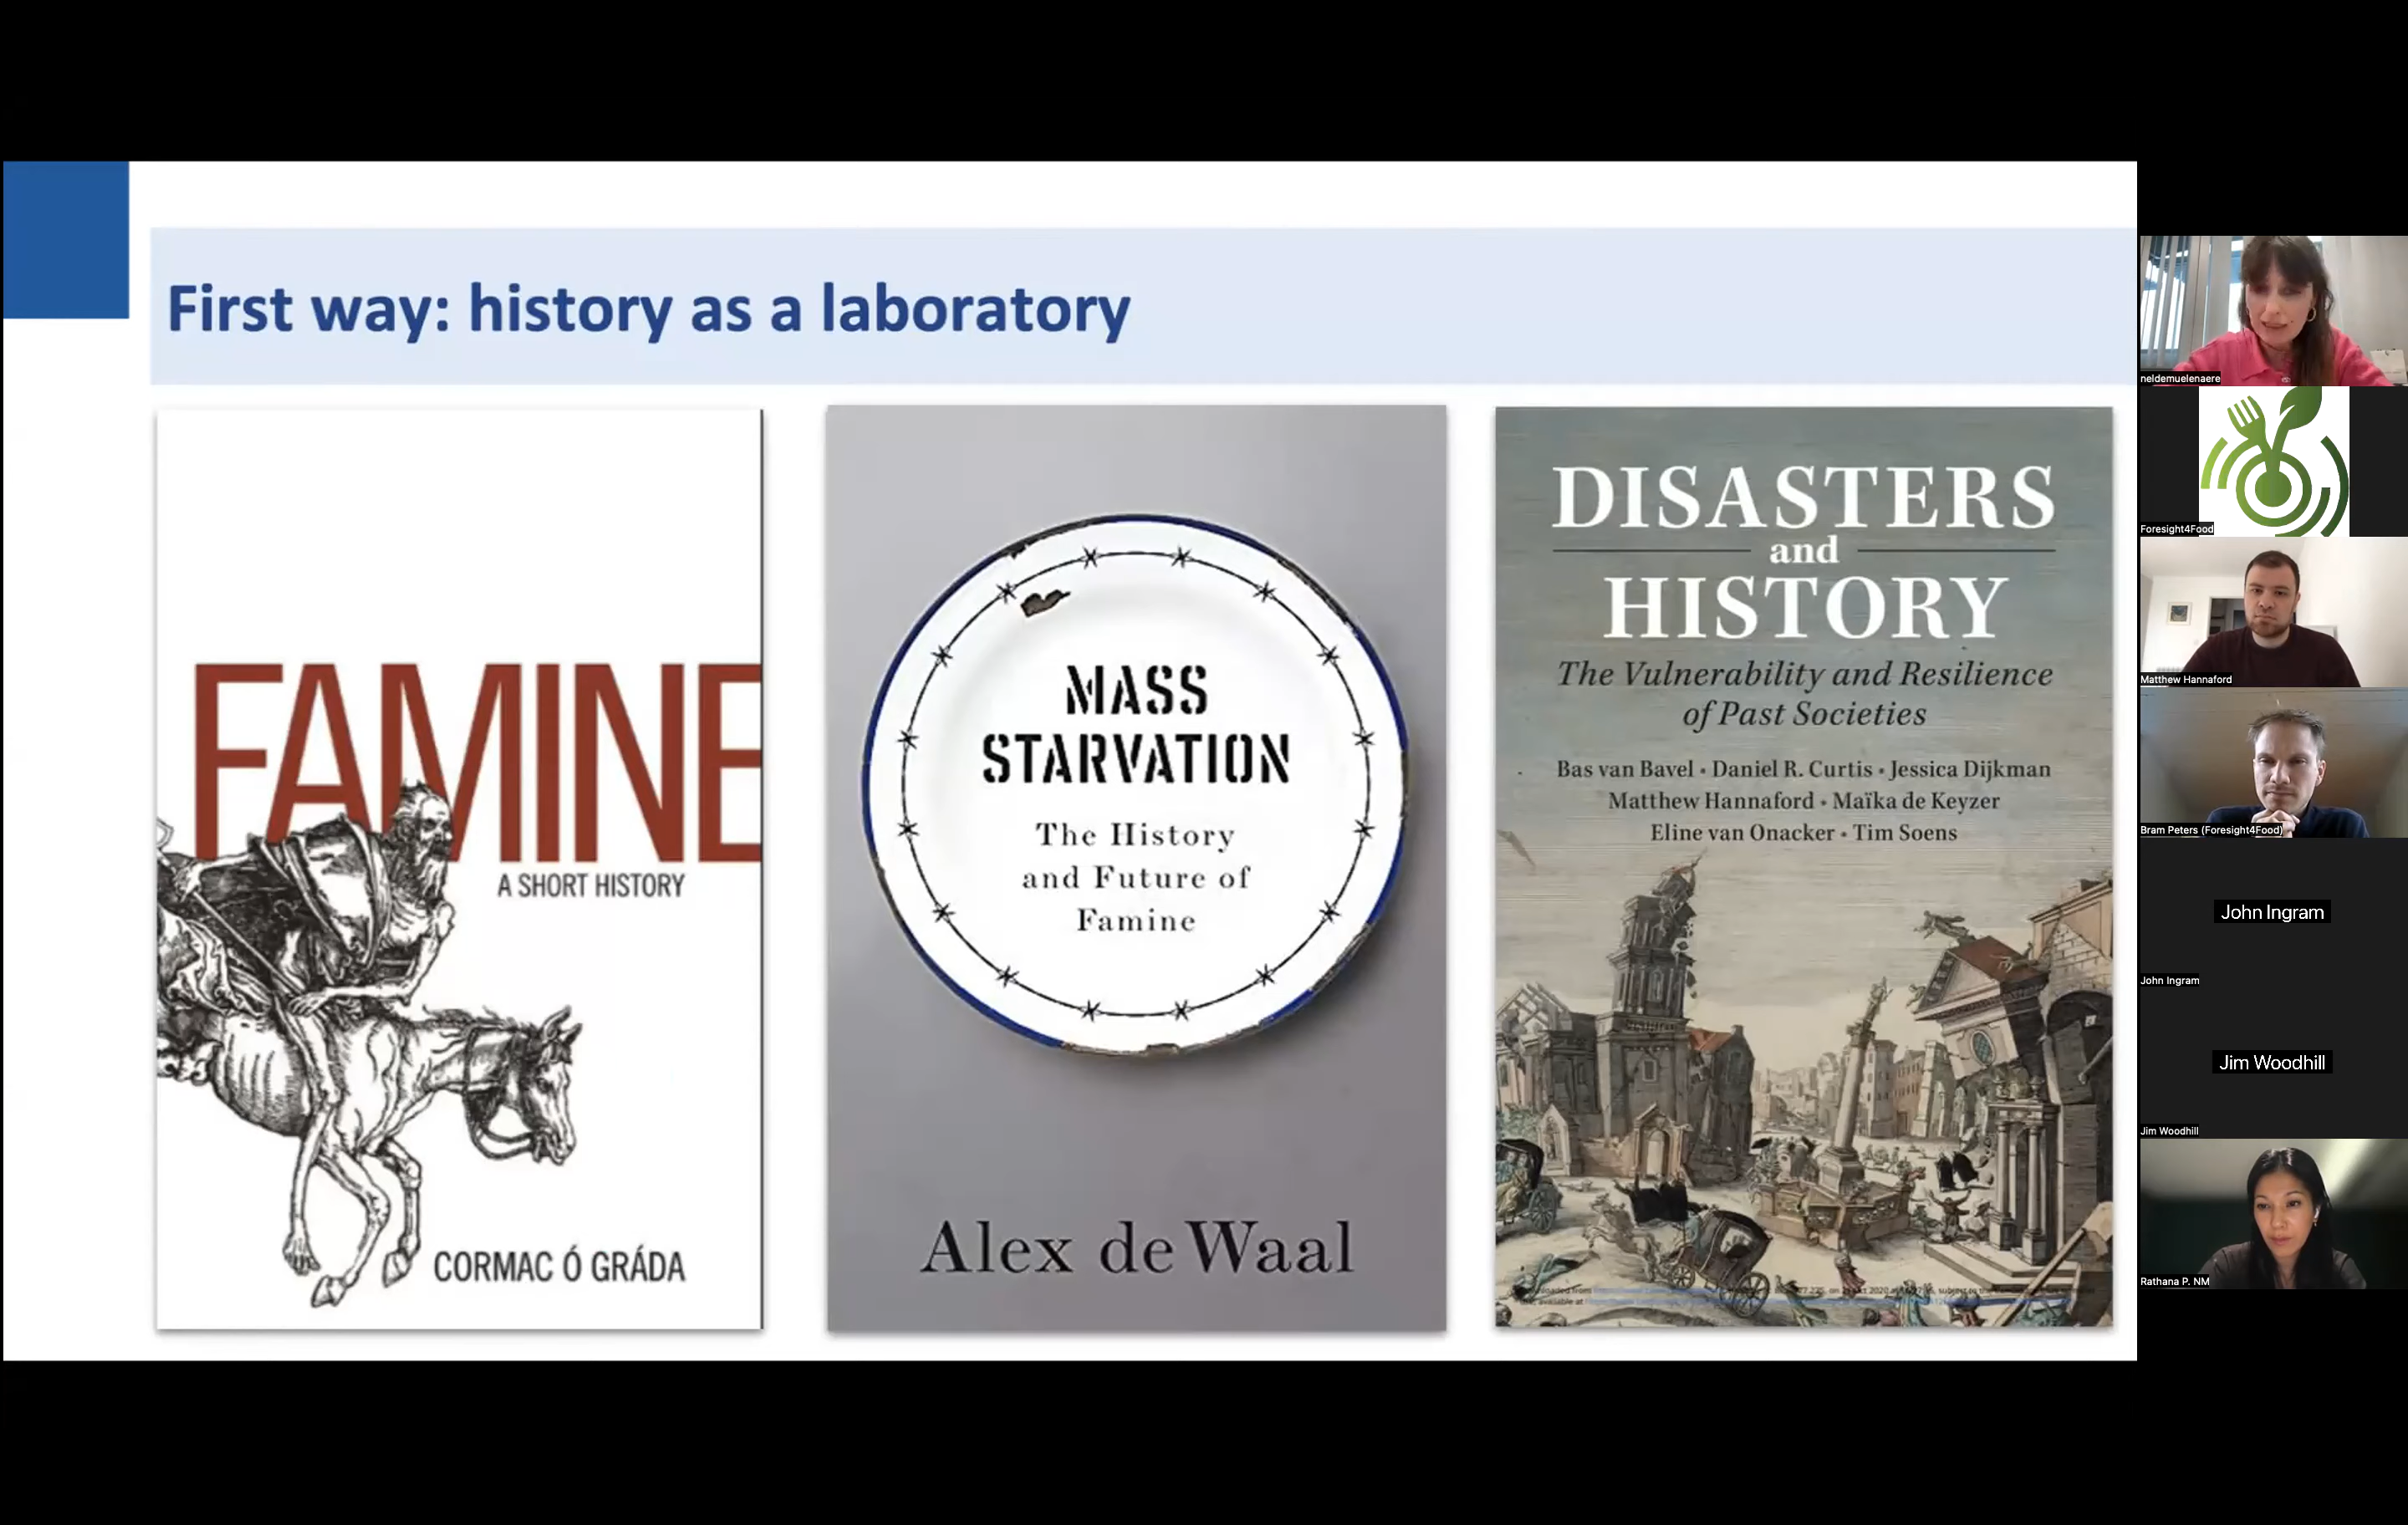 First way: history as a laboratory
FAMINE
A SHORT HISTORY
CORMAC Ó GRÁDA
MASS
STARVATION
The History
and Future of
Famine
Alex de Waal
DISASTERS
and
HISTORY
The Vulnerability and Resilience
of Past Societies
Bas van Bavel • Daniel R. Curtis • Jessica Dijkman
Matthew Hannaford • Maïka de Keyzer
Eline van Onacker • Tim Soens
neldemuelenaere
Foresight4Food
Matthew Hannaford
Bram Peters (Foresight4Food)
John Ingram
John Ingram
Jim Woodhill
Jim Woodhill
Rathana P. NM